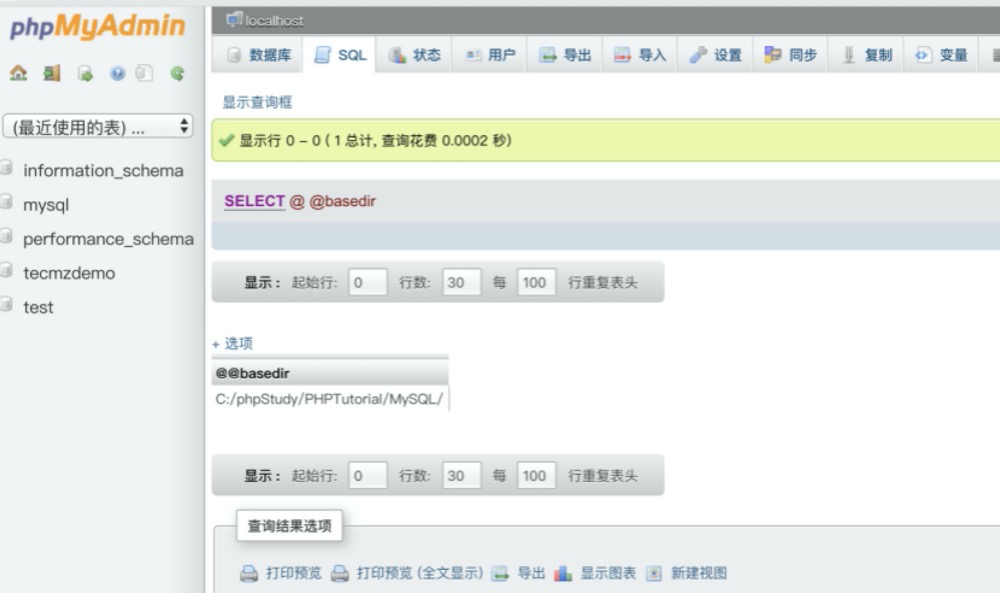 phpMyAdmin
(最近使用的表) ...
information_schema
mysql
performance_schema
tecmzdemo
test
localhost
数据库 SQL 状态 用户 导出 导入 设置 同步 复制 变量
显示查询框
显示行 0 - 0 ( 1 总计, 查询花费 0.0002 秒)
SELECT @ @basedir
显示 : 起始行: 0 行数: 30 每 100 行重复表头
+ 选项
@@basedir
C:/phpStudy/PHPTutorial/MySQL/
显示 : 起始行: 0 行数: 30 每 100 行重复表头
查询结果选项
打印预览 打印预览 (全文显示) 导出 显示图表 新建视图